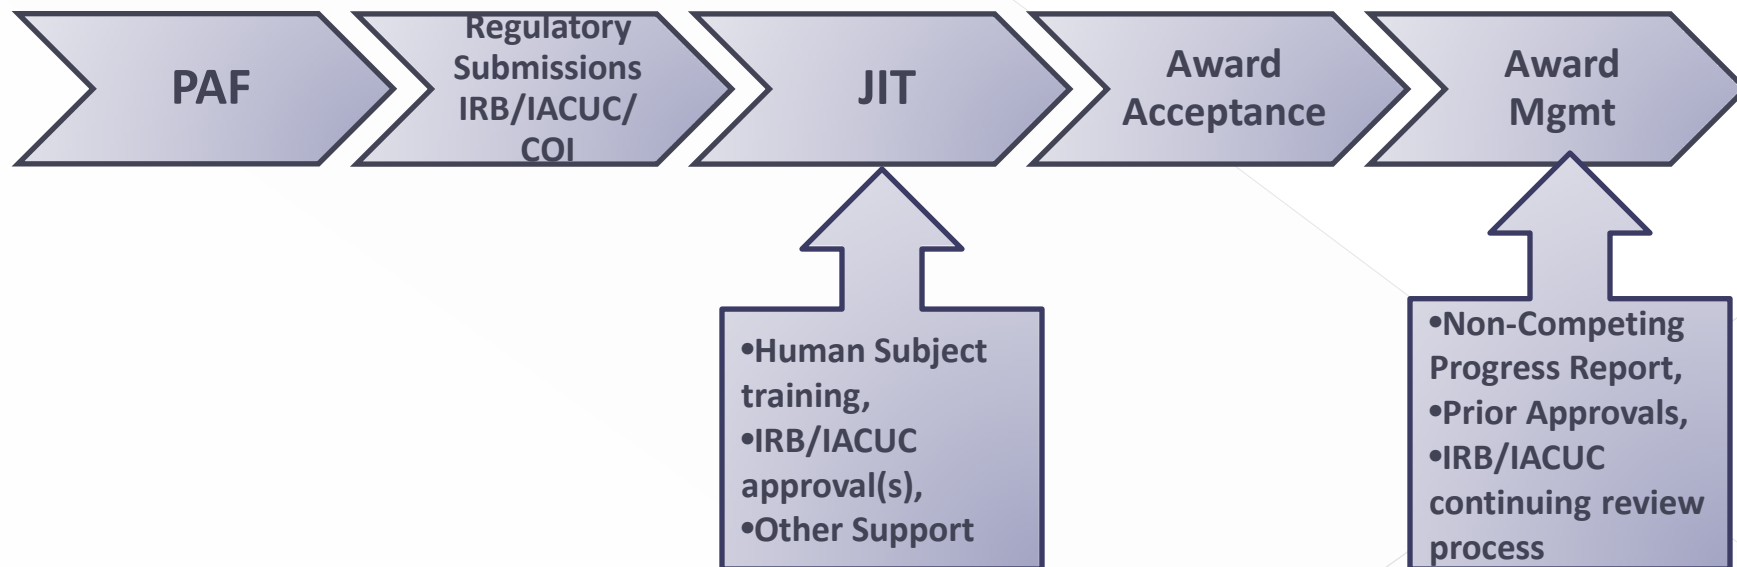 PAF
Regulatory
Submissions
IRB/IACUC/
COI
JIT
Award
Acceptance
Award
Mgmt
•Human Subject
training,
•IRB/IACUC
approval(s),
•Other Support
•Non-Competing
Progress Report,
•Prior Approvals,
•IRB/IACUC
continuing review
process